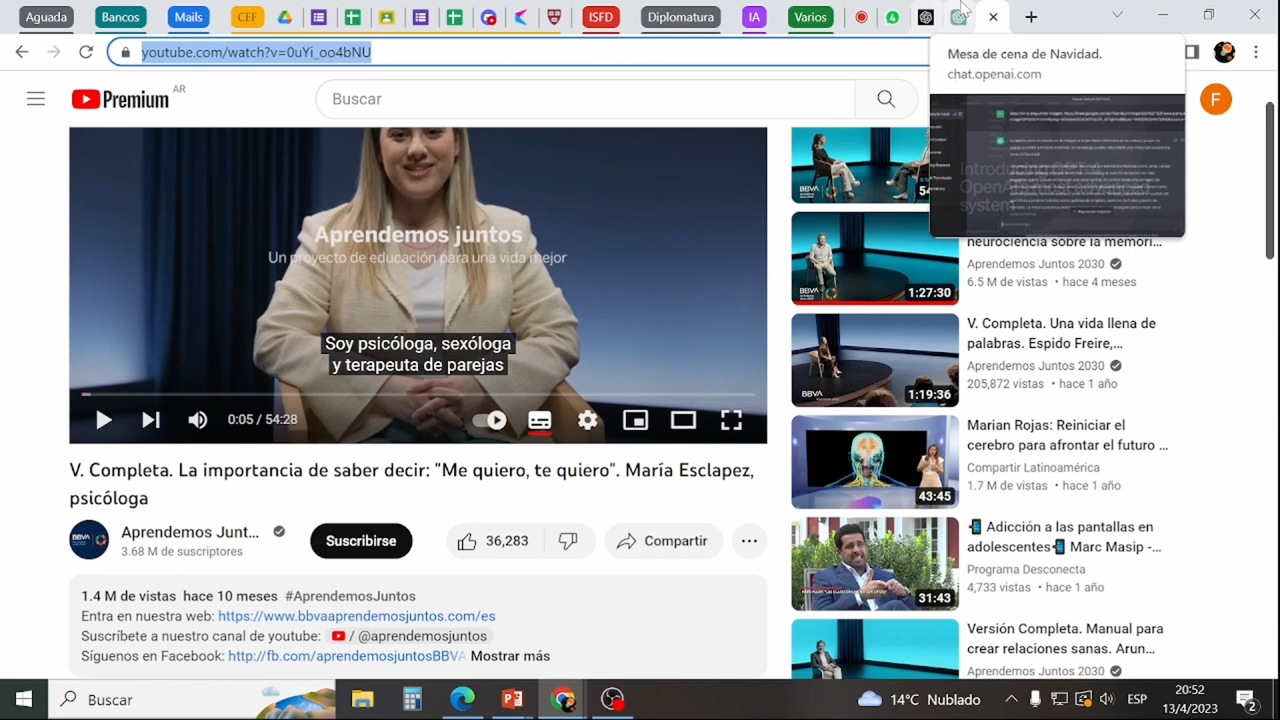 Aguada
Bancos
Mails
CEF
ISFD
Diplomatura
IA
Varios
youtube.com/watch?v=0uYi_oo4bNU
Mesa de cena de Navidad.
chat.openai.com
Premium AR
Buscar
F
aprendemos juntos
Un proyecto de educación para una vida mejor
Soy psicóloga, sexóloga
y terapeuta de parejas
0:05 / 54:28
V. Completa. La importancia de saber decir: "Me quiero, te quiero". María Esclapez,
psicóloga
Aprendemos Junt...
3.68 M de suscriptores
Suscribirse
36,283
Compartir
1.4 M de vistas hace 10 meses #AprendemosJuntos
Entra en nuestra web: https://www.bbvaaprendemosjuntos.com/es
Suscríbete a nuestro canal de youtube: / @aprendemosjuntos
Síguenos en Facebook: http://fb.com/aprendemosjuntosBBVA Mostrar más
BBVA
neurociencia sobre la memori...
Aprendemos Juntos 2030
6.5 M de vistas • hace 4 meses
1:27:30
V. Completa. Una vida llena de
palabras. Espido Freire,...
Aprendemos Juntos 2030
205,872 vistas • hace 1 año
BBVA
1:19:36
Marian Rojas: Reiniciar el
cerebro para afrontar el futuro ...
Compartir Latinoamérica
1.7 M de vistas • hace 1 año
43:45
Adicción a las pantallas en
adolescentes Marc Masip -...
Programa Desconecta
4,733 vistas • hace 1 año
31:43
Versión Completa. Manual para
crear relaciones sanas. Arun...
Aprendemos Juntos 2030
Buscar
14°C Nublado
ESP
20:52
13/4/2023
2